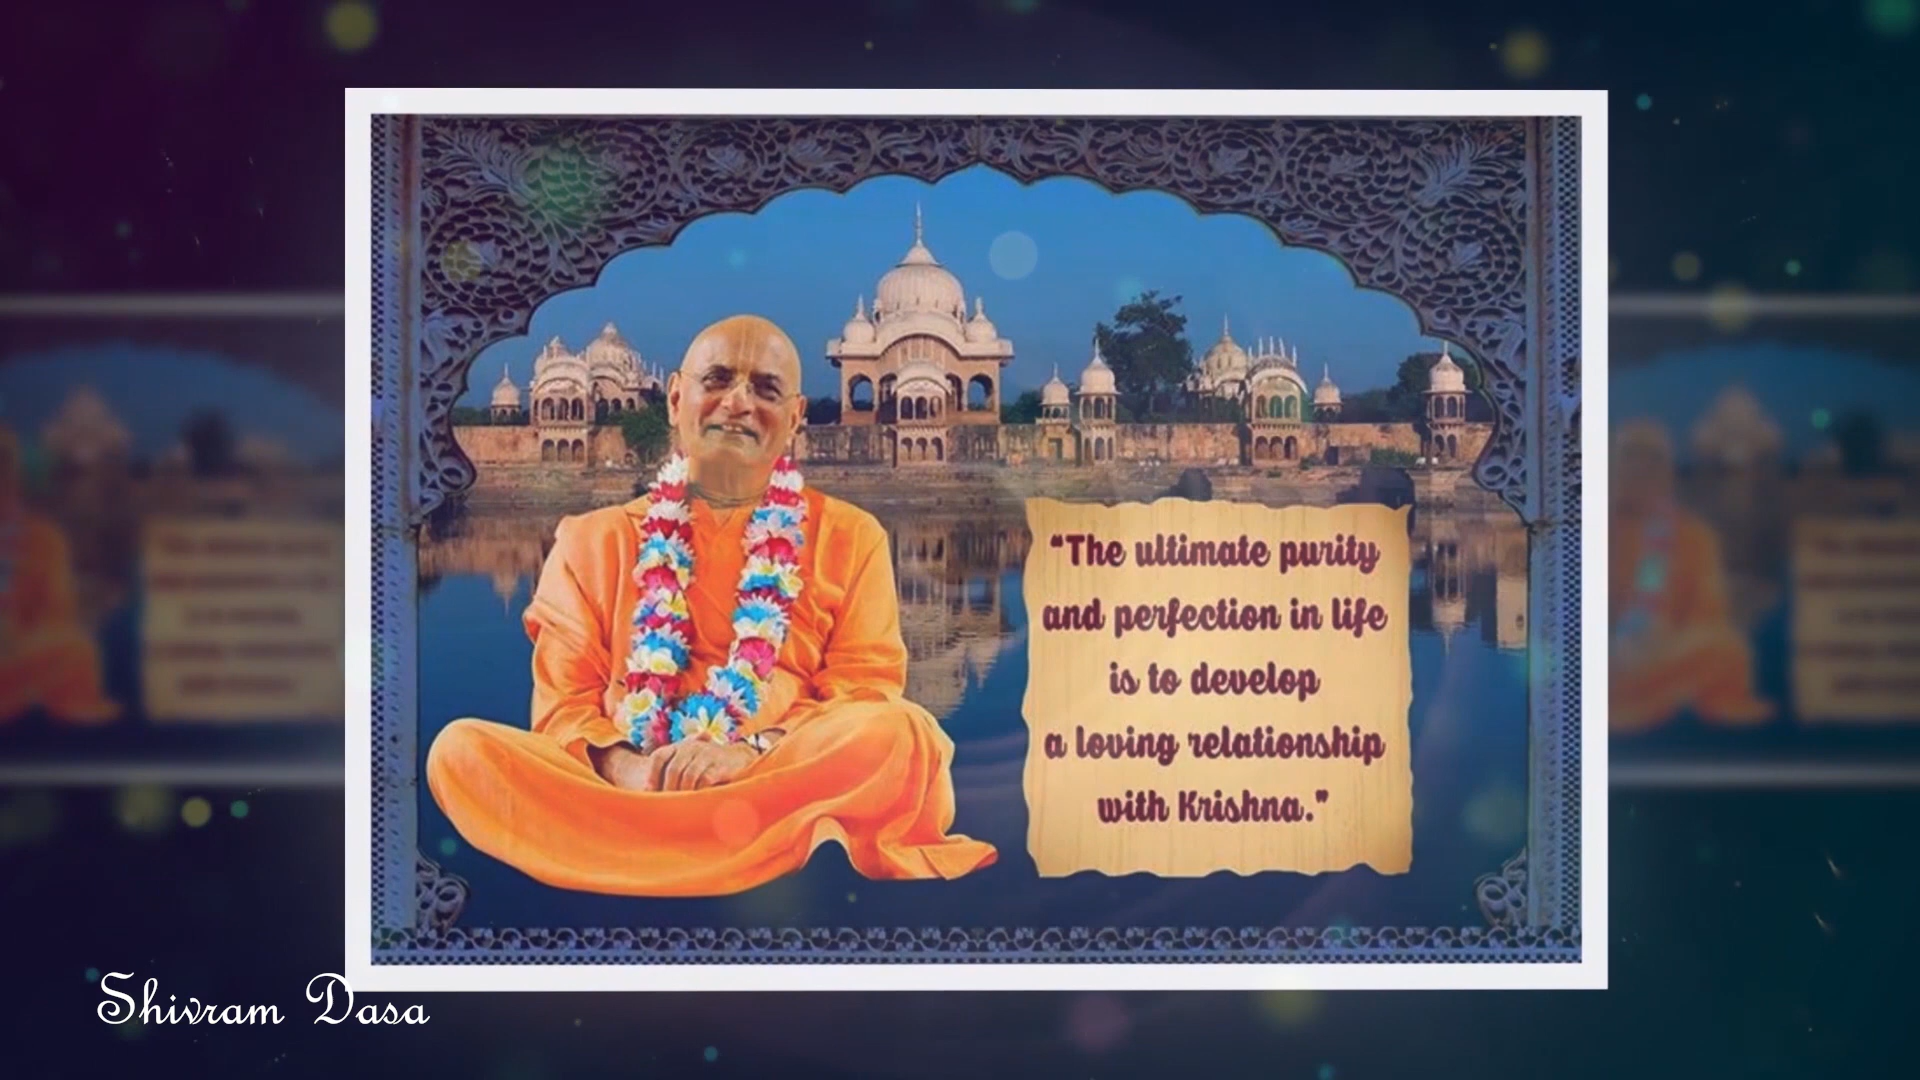 “The ultimate purity
and perfection in life
is to develop
a loving relationship
with Krishna.”
Shivram Dasa